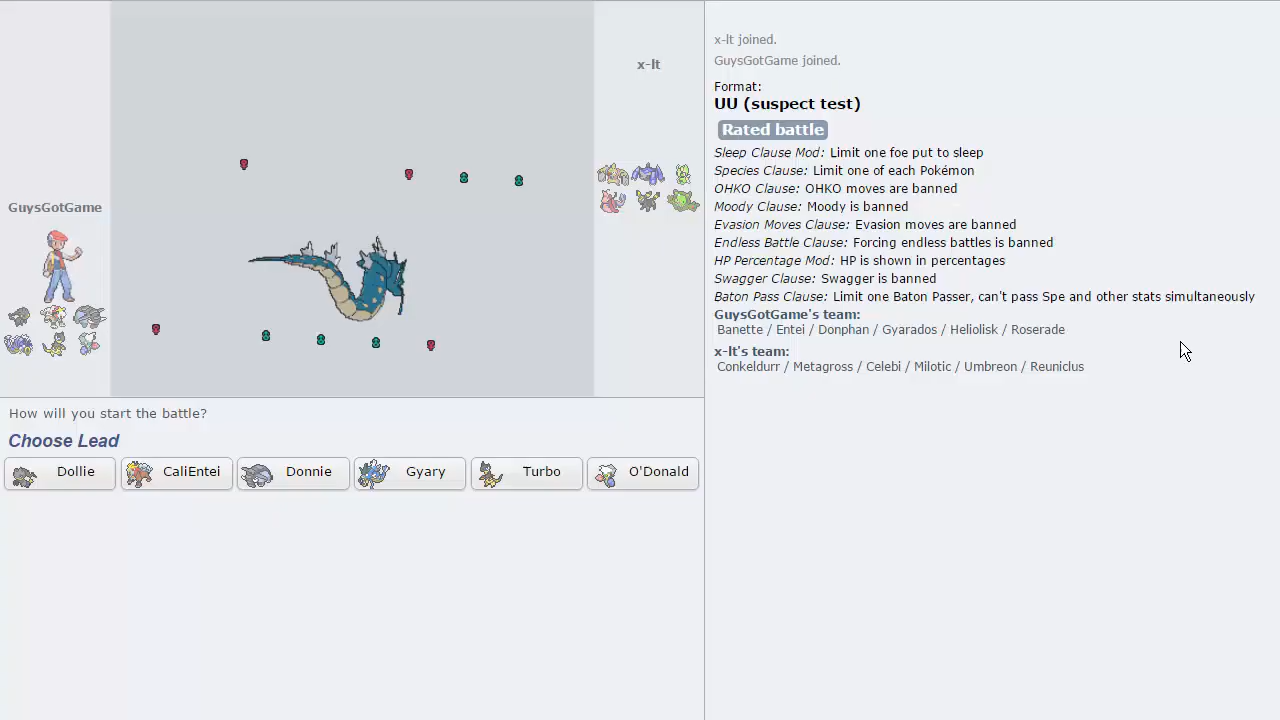 x-lt
GuysGotGame
How will you start the battle?
Choose Lead
Dollie
CaliEntei
Donnie
Gyary
Turbo
O'Donald
x-lt joined.
GuysGotGame joined.
Format:
UU (suspect test)
Rated battle
Sleep Clause Mod: Limit one foe put to sleep
Species Clause: Limit one of each Pokémon
OHKO Clause: OHKO moves are banned
Moody Clause: Moody is banned
Evasion Moves Clause: Evasion moves are banned
Endless Battle Clause: Forcing endless battles is banned
HP Percentage Mod: HP is shown in percentages
Swagger Clause: Swagger is banned
Baton Pass Clause: Limit one Baton Passer, can't pass Spe and other stats simultaneously
GuysGotGame's team:
Banette / Entei / Donphan / Gyarados / Heliolisk / Roserade
x-lt's team:
Conkeldurr / Metagross / Celebi / Milotic / Umbreon / Reuniclus